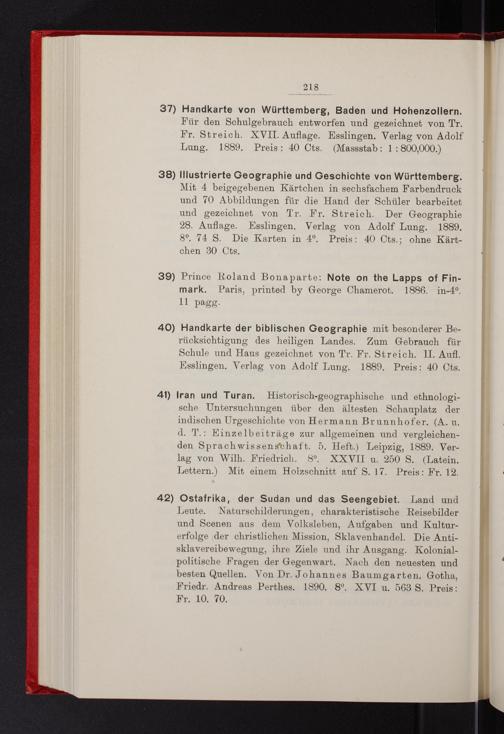 218
37) Handkarte von Württemberg, Baden und Hohenzollern.
Für den Schulgebrauch entworfen und gezeichnet von Tr.
Fr. Streich. XVII. Auflage. Esslingen. Verlag von Adolf
Lung. 1889. Preis: 40 Cts. (Massstab: 1:800,000.)
38) Illustrierte Geographie und Geschichte von Württemberg.
Mit 4 beigegebenen Kärtchen in sechsfachem Farbendruck
und 70 Abbildungen für die Hand der Schüler bearbeitet
und gezeichnet von Tr. Fr. Streich. Der Geographie
28. Auflage. Esslingen. Verlag von Adolf Lung. 1889.
8°. 74 S. Die Karten in 4°. Preis: 40 Cts.; ohne Kärt-
chen 30 Cts.
39) Prince Roland Bonaparte: Note on the Lapps of Fin-
mark. Paris, printed by George Chamerot. 1886. in-4°.
11 pagg.
40) Handkarte der biblischen Geographie mit besonderer Be-
rücksichtigung des heiligen Landes. Zum Gebrauch für
Schule und Haus gezeichnet von Tr. Fr. Streich. II. Aufl.
Esslingen. Verlag von Adolf Lung. 1889. Preis: 40 Cts.
41) Iran und Turan. Historisch-geographische und ethnologi-
sche Untersuchungen über den ältesten Schauplatz der
indischen Urgeschichte von Hermann Brunnhofer. (A. u.
d. T.: Einzelbeiträge zur allgemeinen und vergleichen-
den Sprachwissenschaft. 5. Heft.) Leipzig, 1889. Ver-
lag von Wilh. Friedrich. 8°. XXVII u. 250 S. (Latein.
Lettern.) Mit einem Holzschnitt auf S. 17. Preis: Fr. 12.
42) Ostafrika, der Sudan und das Seengebiet. Land und
Leute. Naturschilderungen, charakteristische Reisebilder
und Scenen aus dem Volksleben, Aufgaben und Kultur-
erfolge der christlichen Mission, Sklavenhandel. Die Anti-
sklavereibewegung, ihre Ziele und ihr Ausgang. Kolonial-
politische Fragen der Gegenwart. Nach den neuesten und
besten Quellen. Von Dr. Johannes Baumgarten. Gotha,
Friedr. Andreas Perthes. 1890. 8°. XVI u. 563 S. Preis:
Fr. 10. 70.